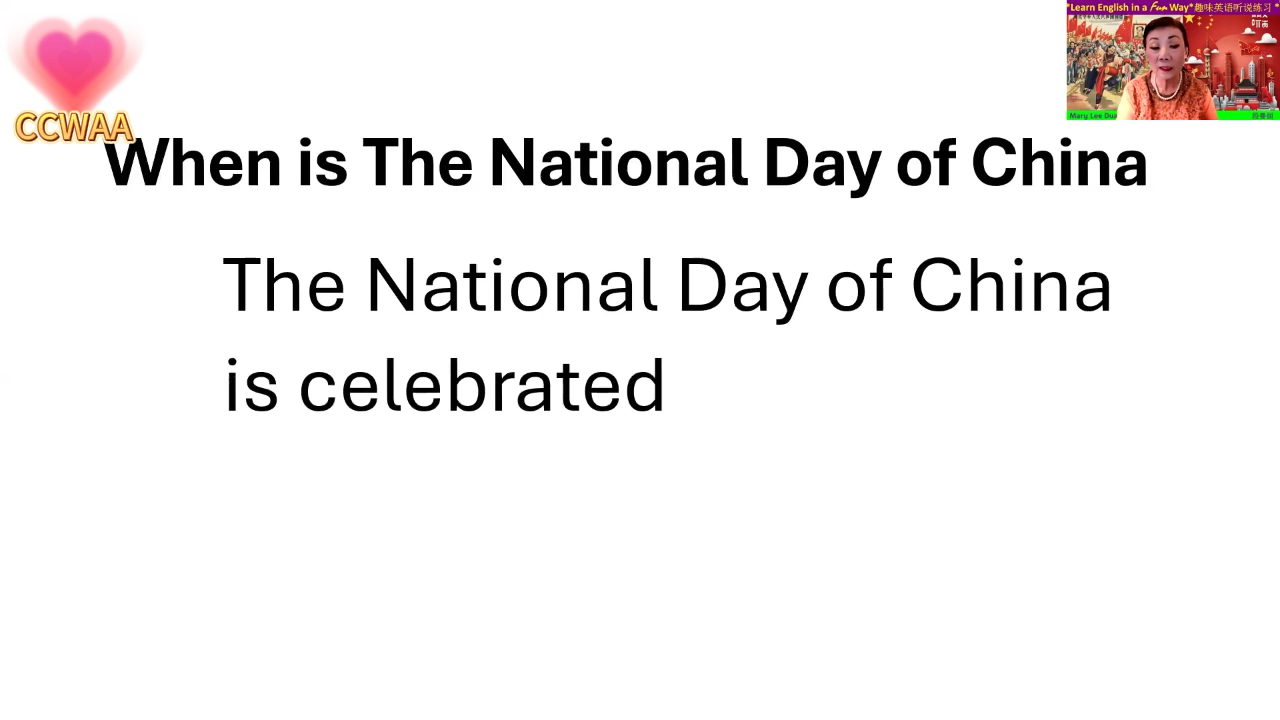 *Learn English in a Fun Way*趣味英语听说练习 *
CCWAA
Mary Lee Dua
When is The National Day of China
The National Day of China
is celebrated